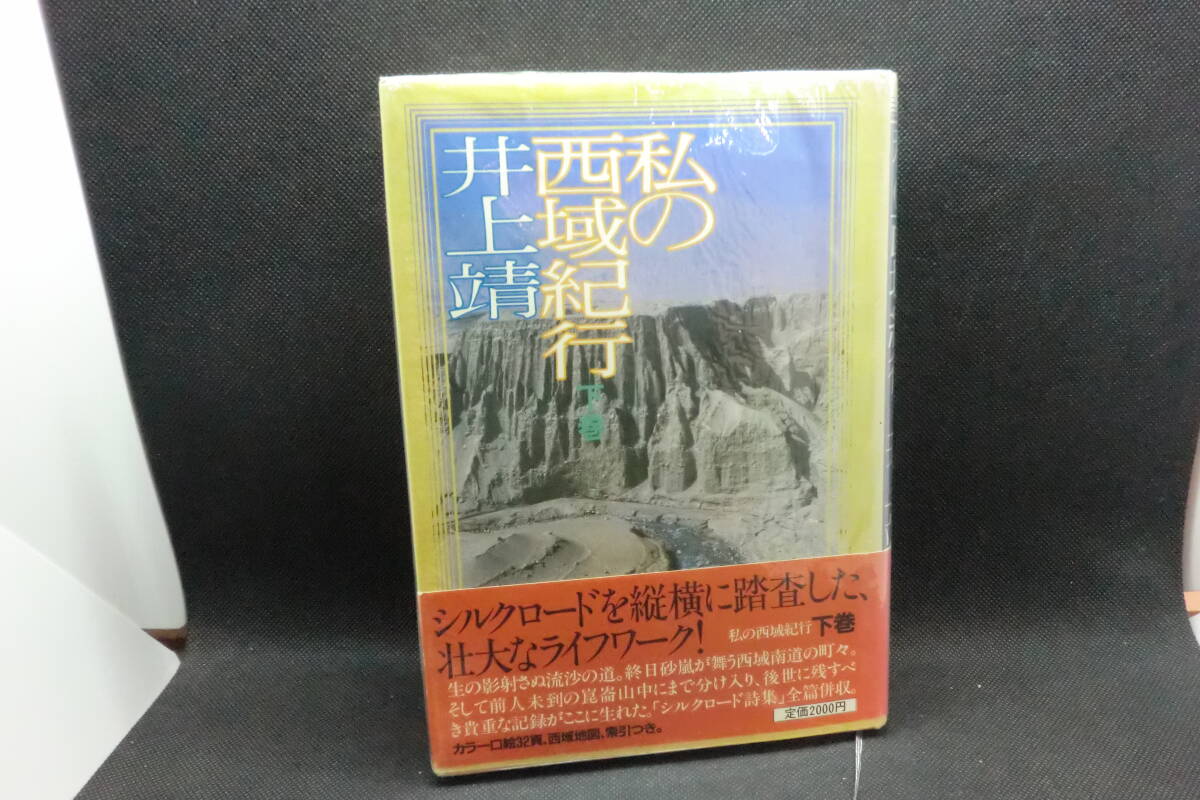 私の
西域紀行
下巻
井上靖
シルクロードを縦横に踏査した、
壮大なライフワーク!
私の西域紀行 下巻
生の影射さぬ流沙の道。終日砂嵐が舞う西域南道の町々。
そして前人未到の崑崙山中にまで分け入り、後世に残すべ
き貴重な記録がここに生れた。「シルクロード詩集」全篇併収。
カラー口絵32頁、西域地図、索引つき。
定価2000円